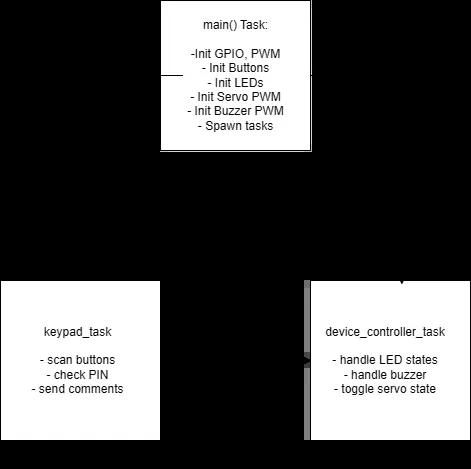 main() Task:
-Init GPIO, PWM
- Init Buttons
- Init LEDs
- Init Servo PWM
- Init Buzzer PWM
- Spawn tasks
keypad_task
- scan buttons
- check PIN
- send comments
device_controller_task
- handle LED states
- handle buzzer
- toggle servo state